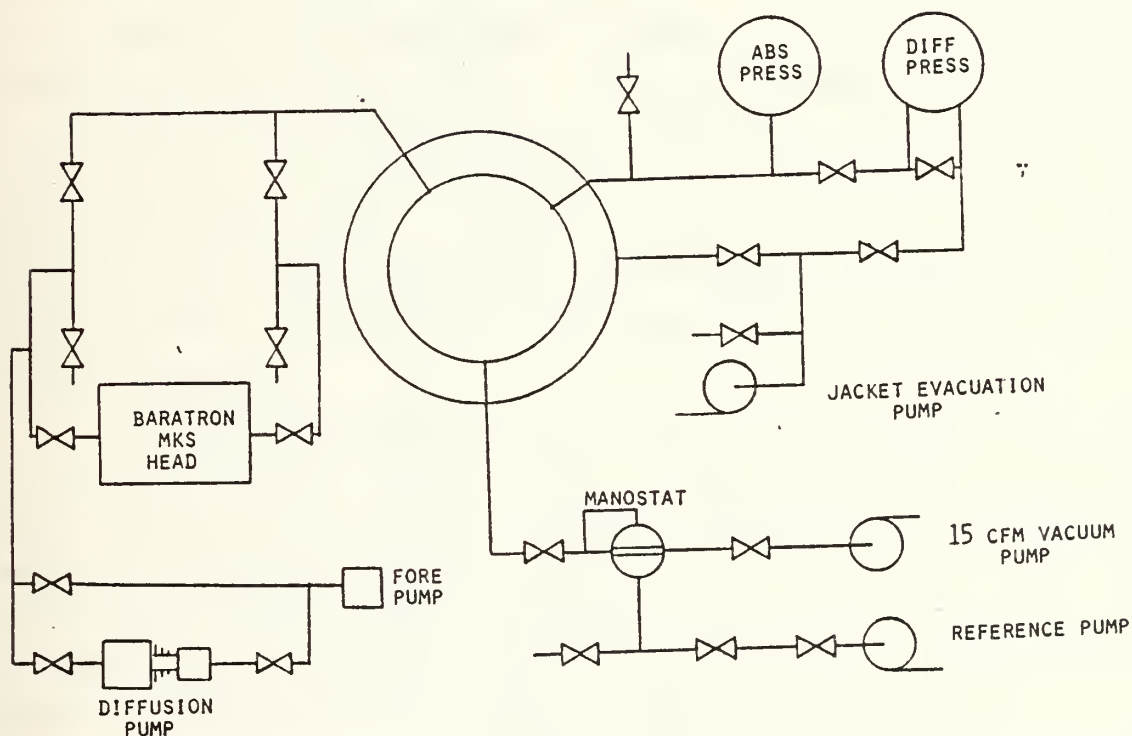 ABS
PRESS
DIFF
PRESS
BARATRON
MKS
HEAD
JACKET EVACUATION
PUMP
MANOSTAT
15 CFM VACUUM
PUMP
FORE
PUMP
REFERENCE PUMP
DIFFUSION
PUMP